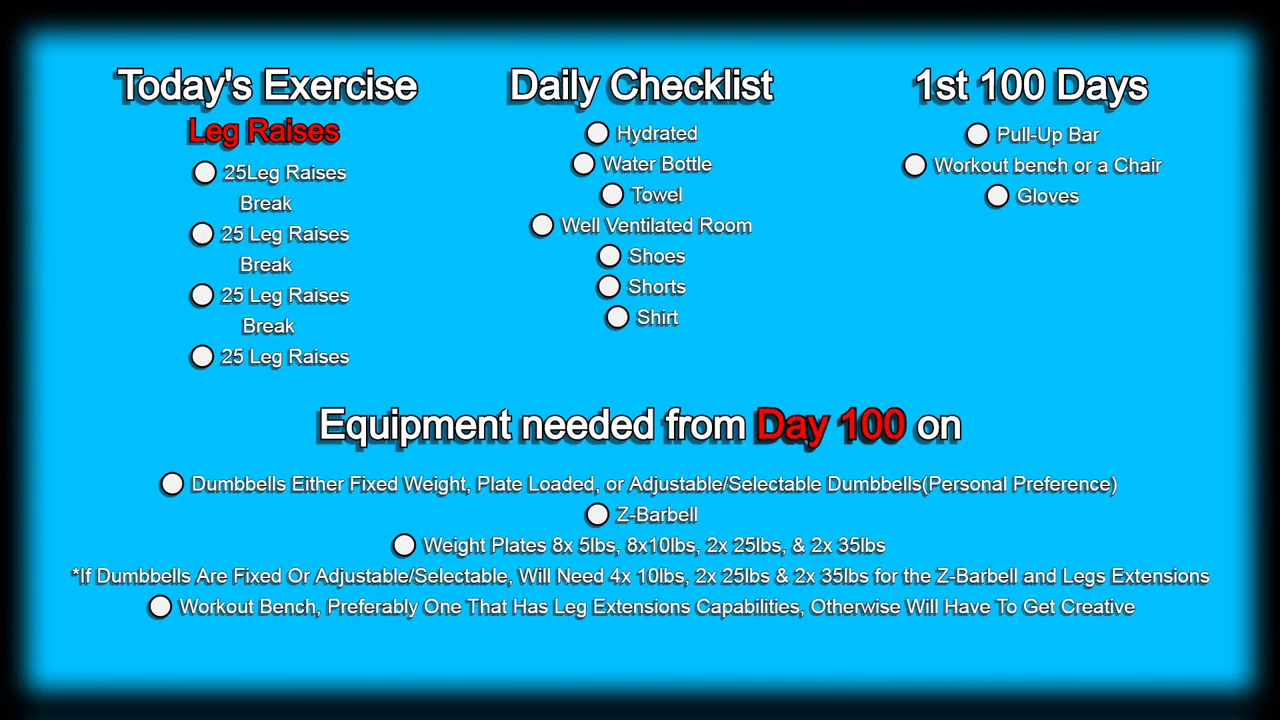 Today's Exercise
Leg Raises
25Leg Raises
Break
25 Leg Raises
Break
25 Leg Raises
Break
25 Leg Raises
Daily Checklist
Hydrated
Water Bottle
Towel
Well Ventilated Room
Shoes
Shorts
Shirt
1st 100 Days
Pull-Up Bar
Workout bench or a Chair
Gloves
Equipment needed from Day 100 on
Dumbbells Either Fixed Weight, Plate Loaded, or Adjustable/Selectable Dumbbells(Personal Preference)
Z-Barbell
Weight Plates 8x 5lbs, 8x10lbs, 2x 25lbs, & 2x 35lbs
*If Dumbbells Are Fixed Or Adjustable/Selectable, Will Need 4x 10lbs, 2x 25lbs & 2x 35lbs for the Z-Barbell and Legs Extensions
Workout Bench, Preferably One That Has Leg Extensions Capabilities, Otherwise Will Have To Get Creative